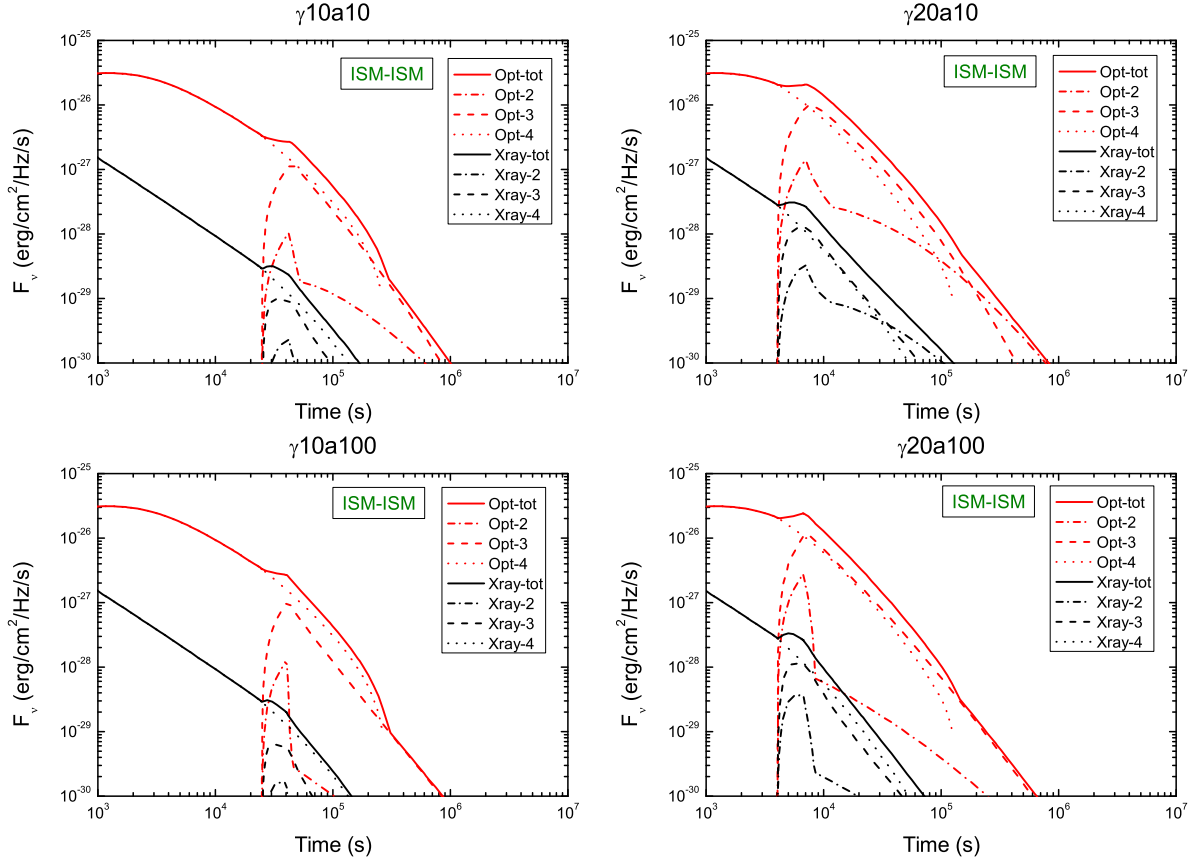 γ10a10
10⁻²⁵
10⁻²⁶
10⁻²⁷
10⁻²⁸
10⁻²⁹
10⁻³⁰
F_ν (erg/cm²/Hz/s)
ISM-ISM
Opt-tot
Opt-2
Opt-3
Opt-4
Xray-tot
Xray-2
Xray-3
Xray-4
10³ 10⁴ 10⁵ 10⁶ 10⁷
Time (s)
γ20a10
10⁻²⁵
10⁻²⁶
10⁻²⁷
10⁻²⁸
10⁻²⁹
10⁻³⁰
F_ν (erg/cm²/Hz/s)
ISM-ISM
Opt-tot
Opt-2
Opt-3
Opt-4
Xray-tot
Xray-2
Xray-3
Xray-4
10³ 10⁴ 10⁵ 10⁶ 10⁷
Time (s)
γ10a100
10⁻²⁵
10⁻²⁶
10⁻²⁷
10⁻²⁸
10⁻²⁹
10⁻³⁰
F_ν (erg/cm²/Hz/s)
ISM-ISM
Opt-tot
Opt-2
Opt-3
Opt-4
Xray-tot
Xray-2
Xray-3
Xray-4
10³ 10⁴ 10⁵ 10⁶ 10⁷
Time (s)
γ20a100
10⁻²⁵
10⁻²⁶
10⁻²⁷
10⁻²⁸
10⁻²⁹
10⁻³⁰
F_ν (erg/cm²/Hz/s)
ISM-ISM
Opt-tot
Opt-2
Opt-3
Opt-4
Xray-tot
Xray-2
Xray-3
Xray-4
10³ 10⁴ 10⁵ 10⁶ 10⁷
Time (s)